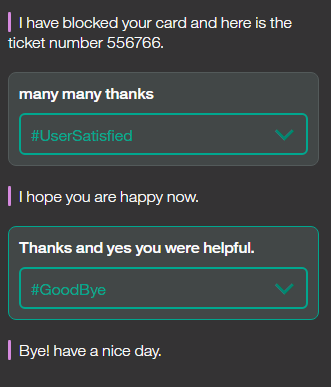 I have blocked your card and here is the
ticket number 556766.
many many thanks
#UserSatisfied
I hope you are happy now.
Thanks and yes you were helpful.
#GoodBye
Bye! have a nice day.